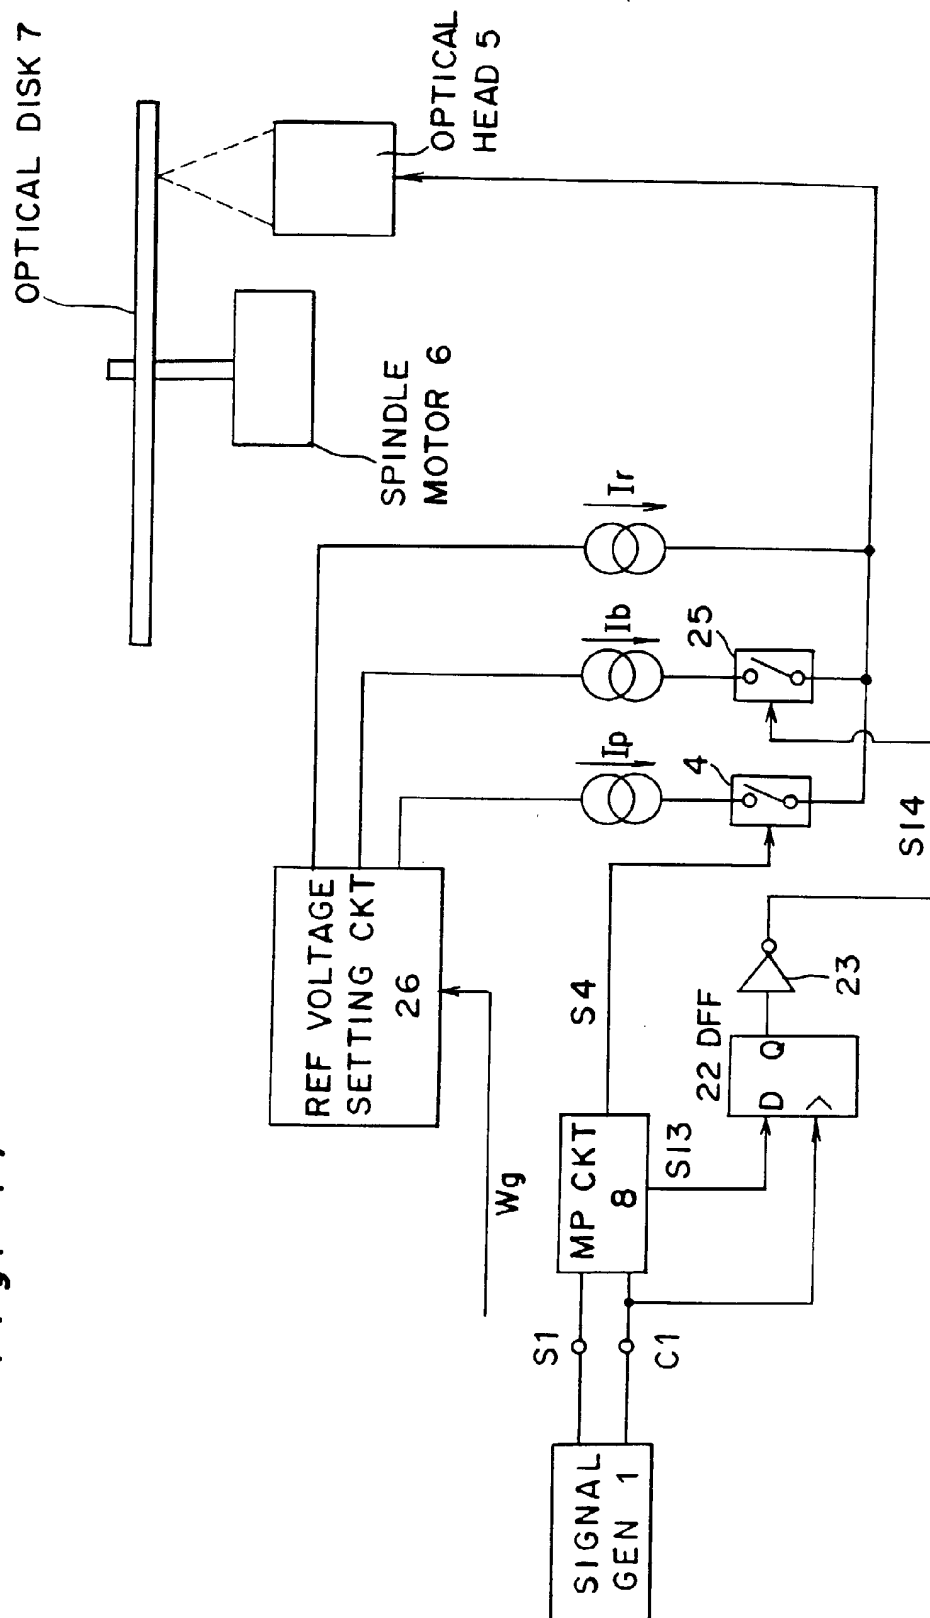 OPTICAL DISK 7
OPTICAL
HEAD 5
SPINDLE
MOTOR 6
Ir
Ib
Ip
25
4
REF VOLTAGE
SETTING CKT
26
Wg
S4
S14
23
22 DFF
D Q
MP CKT
8
S13
S1
C1
SIGNAL
GEN 1